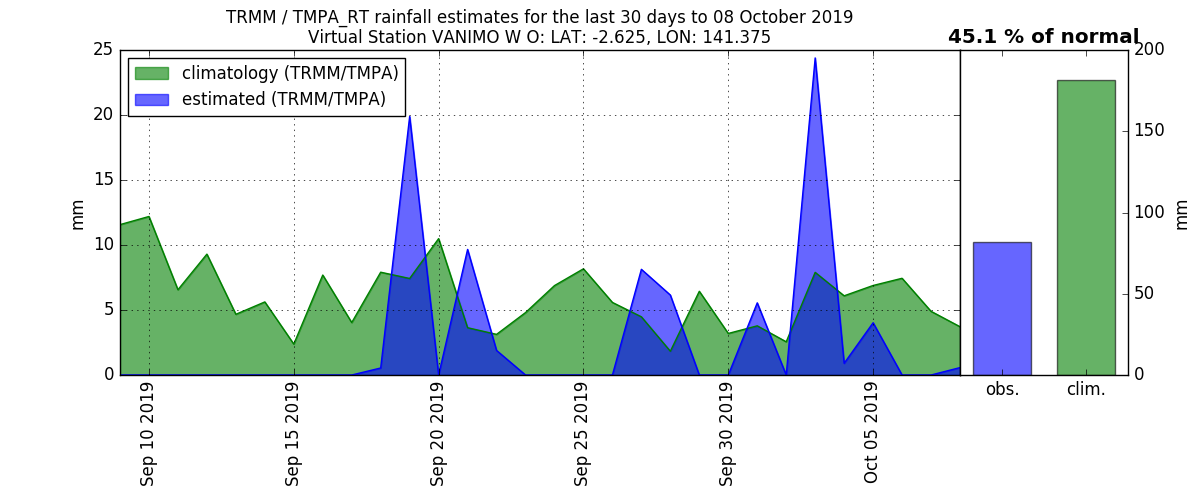 TRMM / TMPA_RT rainfall estimates for the last 30 days to 08 October 2019
Virtual Station VANIMO W O: LAT: -2.625, LON: 141.375
45.1 % of normal
climatology (TRMM/TMPA)
estimated (TRMM/TMPA)
25
20
15
10
5
0
mm
Sep 10 2019
Sep 15 2019
Sep 20 2019
Sep 25 2019
Sep 30 2019
Oct 05 2019
obs.
clim.
200
150
100
50
0
mm